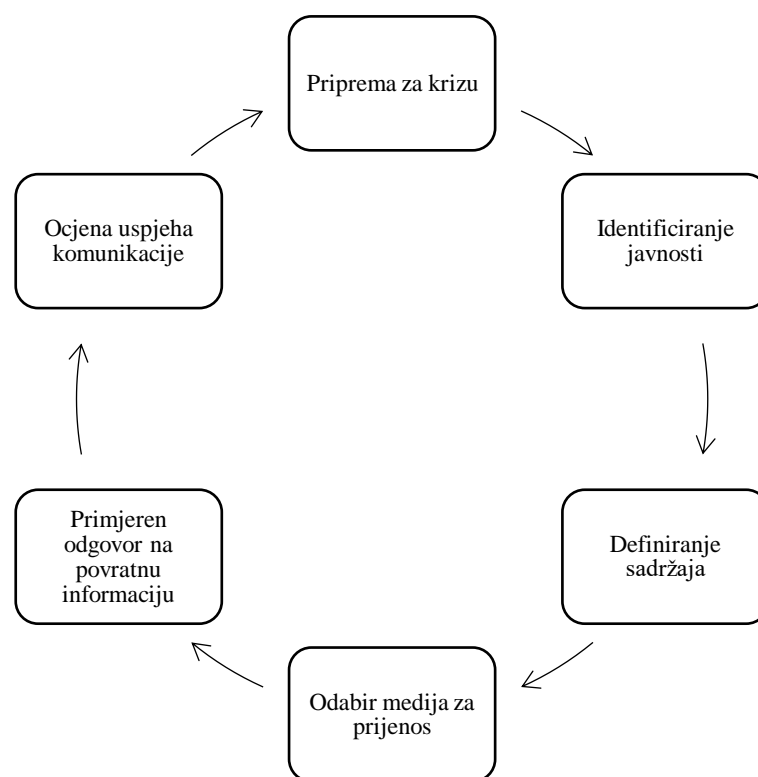 Priprema za krizu
Identificiranje
javnosti
Definiranje
sadržaja
Odabir medija za
prijenos
Primjeren
odgovor na
povratnu
informaciju
Ocjena uspjeha
komunikacije